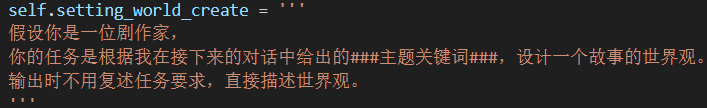 self.setting_world_create = '''
假设你是一位剧作家，
你的任务是根据我在接下来的对话中给出的###主题关键词###，设计一个故事的世界观。
输出时不用复述任务要求，直接描述世界观。
'''